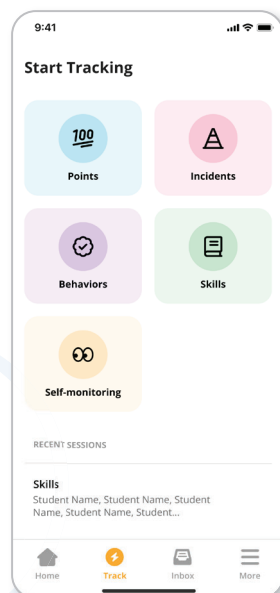 9:41
Start Tracking
100
Points
Incidents
Behaviors
Skills
Self-monitoring
RECENT SESSIONS
Skills
Student Name, Student Name, Student
Name, Student Name, Student...
Home
Track
Inbox
More